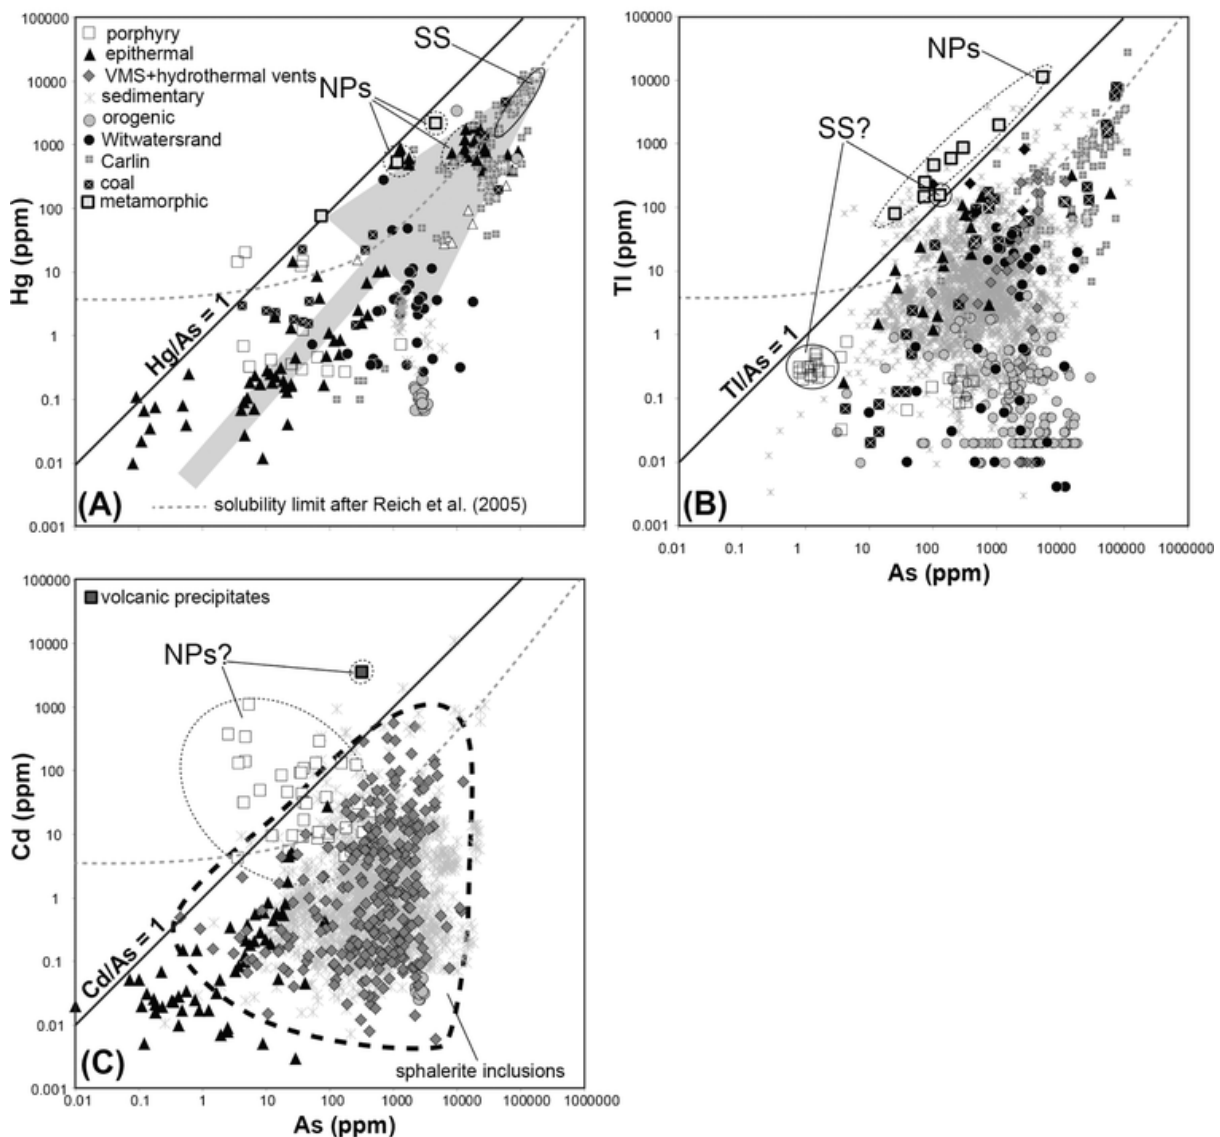 100000
10000
1000
100
10
1
0.1
0.01
0.001
Hg (ppm)
porphyry
epithermal
VMS+hydrothermal vents
sedimentary
orogenic
Witwatersrand
Carlin
coal
metamorphic
SS
NPs
Hg/As = 1
(A)
solubility limit after Reich et al. (2005)
100000
10000
1000
100
10
1
0.1
0.01
0.001
Tl (ppm)
NPs
SS?
Tl/As = 1
(B)
0.01 0.1 1 10 100 1000 10000 100000 1000000
As (ppm)
100000
10000
1000
100
10
1
0.1
0.01
0.001
Cd (ppm)
volcanic precipitates
NPs?
Cd/As = 1
(C)
sphalerite inclusions
0.01 0.1 1 10 100 1000 10000 100000 1000000
As (ppm)